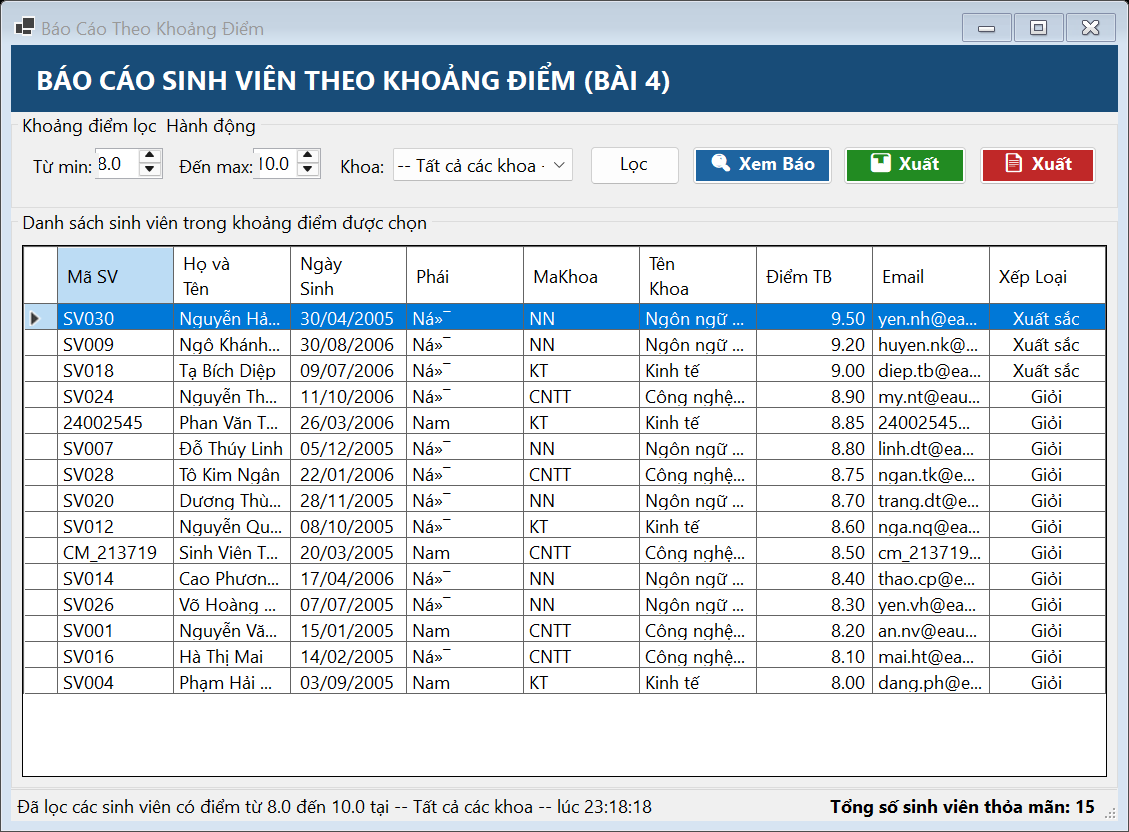 Báo Cáo Theo Khoảng Điểm
BÁO CÁO SINH VIÊN THEO KHOẢNG ĐIỂM (BÀI 4)
Khoảng điểm lọc Hành động
Từ min: 8.0 Đến max: 10.0 Khoa: -- Tất cả các khoa - Lọc Xem Báo Xuất Xuất
Danh sách sinh viên trong khoảng điểm được chọn
Mã SV Họ và Tên Ngày Sinh Phái MaKhoa Tên Khoa Điểm TB Email Xếp Loại
SV030 Nguyễn Hả... 30/04/2005 Ná»¯ NN Ngôn ngữ ... 9.50 yen.nh@ea... Xuất sắc
SV009 Ngô Khánh... 30/08/2006 Ná»¯ NN Ngôn ngữ ... 9.20 huyen.nk@... Xuất sắc
SV018 Tạ Bích Diệp 09/07/2006 Ná»¯ KT Kinh tế 9.00 diep.tb@ea... Xuất sắc
SV024 Nguyễn Th... 11/10/2006 Ná»¯ CNTT Công nghệ... 8.90 my.nt@eau... Giỏi
24002545 Phan Văn T... 26/03/2006 Nam KT Kinh tế 8.85 24002545... Giỏi
SV007 Đỗ Thúy Linh 05/12/2005 Ná»¯ NN Ngôn ngữ ... 8.80 linh.dt@ea... Giỏi
SV028 Tô Kim Ngân 22/01/2006 Ná»¯ CNTT Công nghệ... 8.75 ngan.tk@e... Giỏi
SV020 Dương Thù... 28/11/2005 Ná»¯ NN Ngôn ngữ ... 8.70 trang.dt@e... Giỏi
SV012 Nguyễn Qu... 08/10/2005 Ná»¯ KT Kinh tế 8.60 nga.nq@ea... Giỏi
CM_213719 Sinh Viên T... 20/03/2005 Nam CNTT Công nghệ... 8.50 cm_213719... Giỏi
SV014 Cao Phươn... 17/04/2006 Ná»¯ NN Ngôn ngữ ... 8.40 thao.cp@e... Giỏi
SV026 Võ Hoàng ... 07/07/2005 Ná»¯ NN Ngôn ngữ ... 8.30 yen.vh@ea... Giỏi
SV001 Nguyễn Vă... 15/01/2005 Nam CNTT Công nghệ... 8.20 an.nv@eau... Giỏi
SV016 Hà Thị Mai 14/02/2005 Ná»¯ CNTT Công nghệ... 8.10 mai.ht@ea... Giỏi
SV004 Phạm Hải ... 03/09/2005 Nam KT Kinh tế 8.00 dang.ph@e... Giỏi
Đã lọc các sinh viên có điểm từ 8.0 đến 10.0 tại -- Tất cả các khoa -- lúc 23:18:18 Tổng số sinh viên thỏa mãn: 15